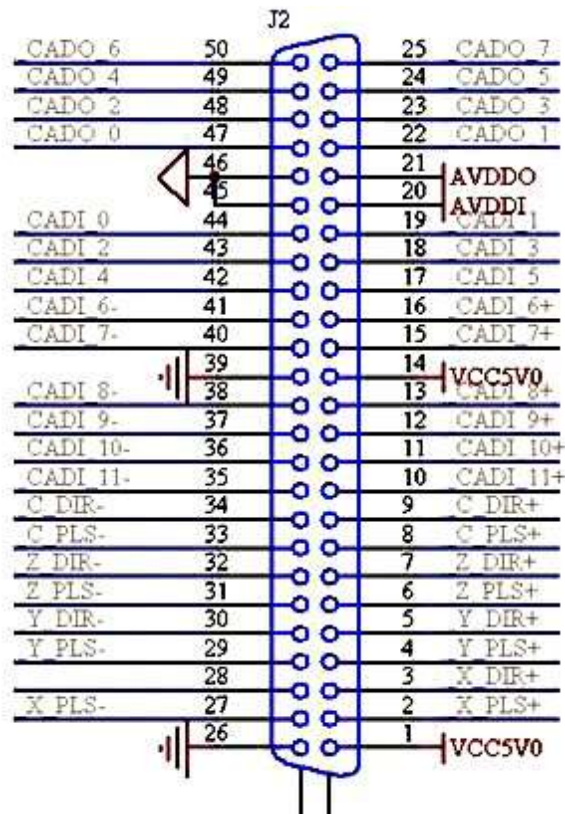 J2
CADO_6 50 25 CADO_7
CADO_4 49 24 CADO_5
CADO_2 48 23 CADO_3
CADO_0 47 22 CADO_1
46 21 AVDDO
45 20 AVDDI
CADI_0 44 19 CADI_1
CADI_2 43 18 CADI_3
CADI_4 42 17 CADI_5
CADI_6- 41 16 CADI_6+
CADI_7- 40 15 CADI_7+
39 14 VCC5V0
CADI_8- 38 13 CADI_8+
CADI_9- 37 12 CADI_9+
CADI_10- 36 11 CADI_10+
CADI_11- 35 10 CADI_11+
C_DIR- 34 9 C_DIR+
C_PLS- 33 8 C_PLS+
Z_DIR- 32 7 Z_DIR+
Z_PLS- 31 6 Z_PLS+
Y_DIR- 30 5 Y_DIR+
Y_PLS- 29 4 Y_PLS+
28 3 X_DIR+
X_PLS- 27 2 X_PLS+
26 1 VCC5V0